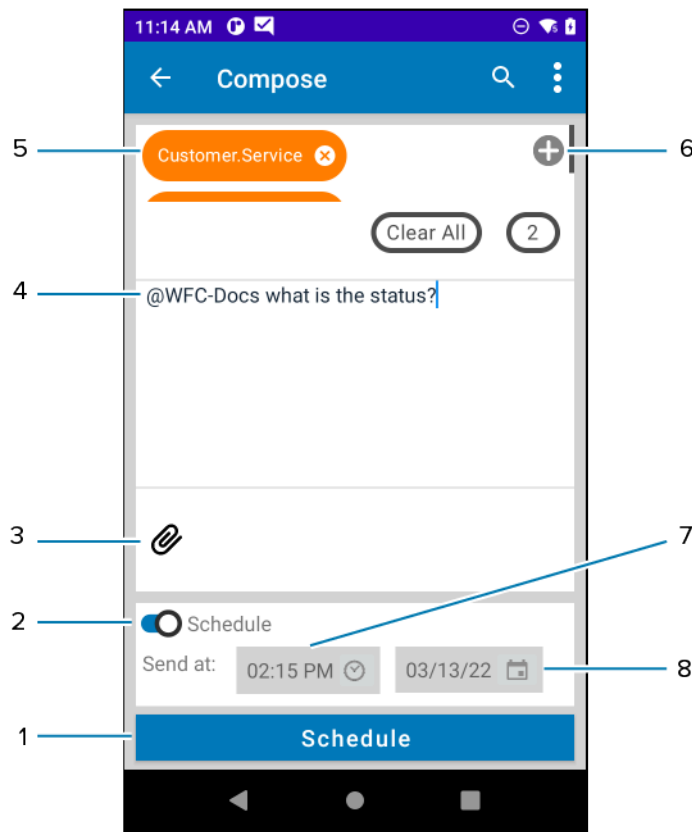 11:14 AM
Compose
5
Customer.Service
6
Clear All
2
4
@WFC-Docs what is the status?
3
7
2
Schedule
Send at:
02:15 PM
03/13/22
8
1
Schedule